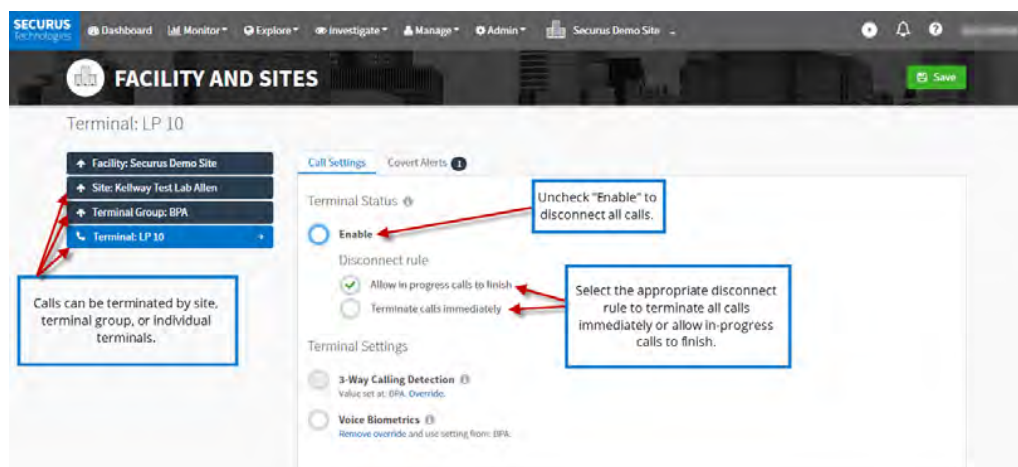 SECURUS
Technologies
Dashboard Monitor Explore Investigate Manage Admin Securus Demo Site
FACILITY AND SITES
Save
Terminal: LP 10
Facility: Securus Demo Site
Site: Kellway Test Lab Allen
Terminal Group: BPA
Terminal: LP 10
Calls can be terminated by site,
terminal group, or individual
terminals.
Call Settings Covert Alerts 1
Terminal Status
Enable
Disconnect rule
Allow in progress calls to finish
Terminate calls immediately
Uncheck "Enable" to
disconnect all calls.
Select the appropriate disconnect
rule to terminate all calls
immediately or allow in-progress
calls to finish.
Terminal Settings
3-Way Calling Detection
Value set at: BPA. Override.
Voice Biometrics
Remove override and use setting from: BPA.